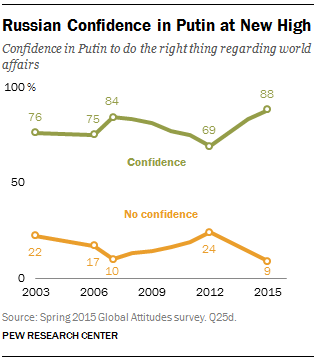 Russian Confidence in Putin at New High
Confidence in Putin to do the right thing regarding world
affairs
100 %
88
84
76
75
69
Confidence
50
No confidence
22
17
10
24
9
0
2003 2006 2009 2012 2015
Source: Spring 2015 Global Attitudes survey. Q25d.
PEW RESEARCH CENTER